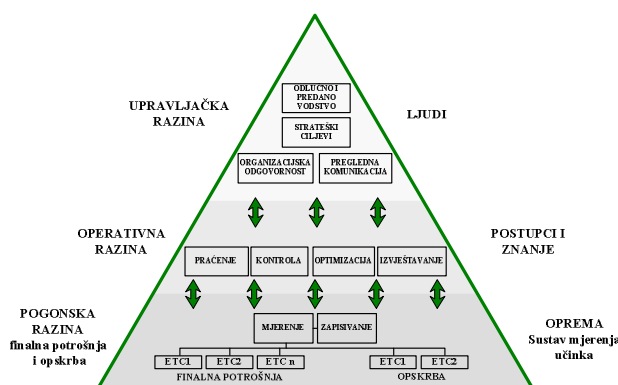 ODLUČNO I
PREDANO
VODSTVO
UPRAVLJAČKA
RAZINA
LJUDI
STRATEŠKI
CILJEVI
ORGANIZACIJSKA
ODGOVORNOST
PREGLEDNA
KOMUNIKACIJA
OPERATIVNA
RAZINA
POSTUPCI I
ZNANJE
PRAĆENJE
KONTROLA
OPTIMIZACIJA
IZVJEŠTAVANJE
POGONSKA
RAZINA
finalna potrošnja
i opskrba
OPREMA
Sustav mjerenja
učinka
MJERENJE
ZAPISIVANJE
ETC1
ETC2
ETC n
ETC1
ETC2
FINALNA POTROŠNJA
OPSKRBA